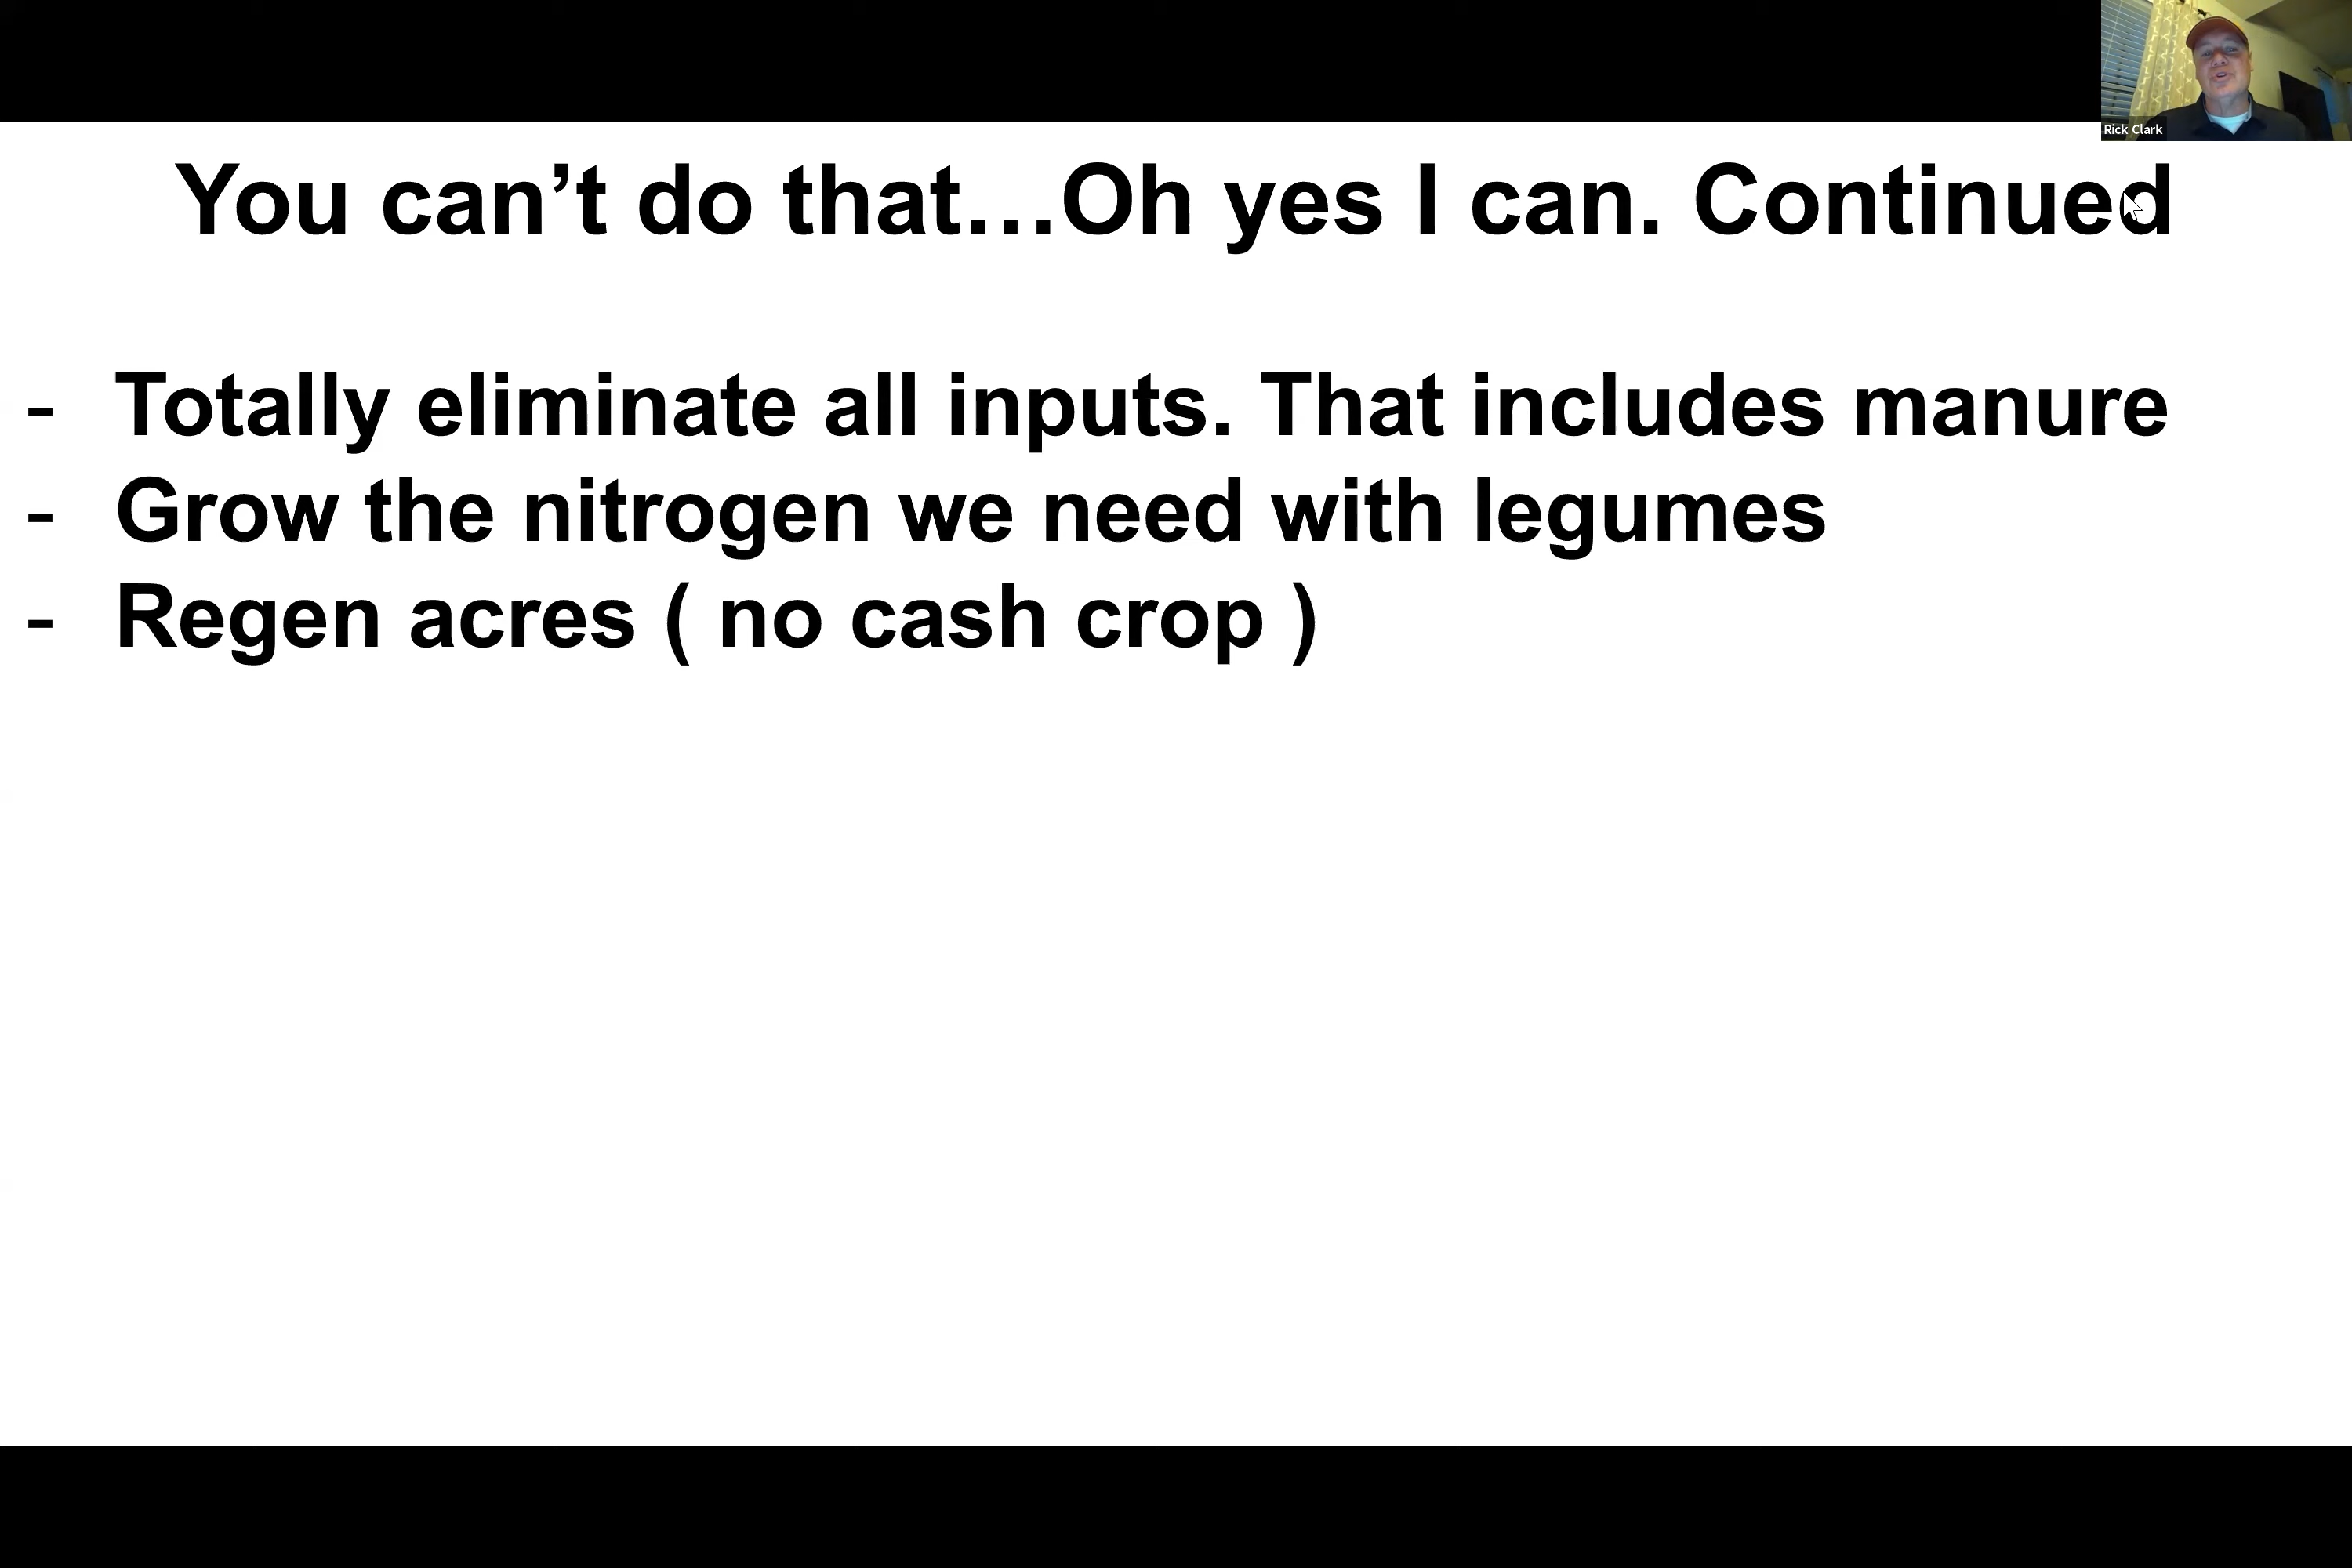 Rick Clark
You can’t do that…Oh yes I can. Continued
- Totally eliminate all inputs. That includes manure
- Grow the nitrogen we need with legumes
- Regen acres ( no cash crop )